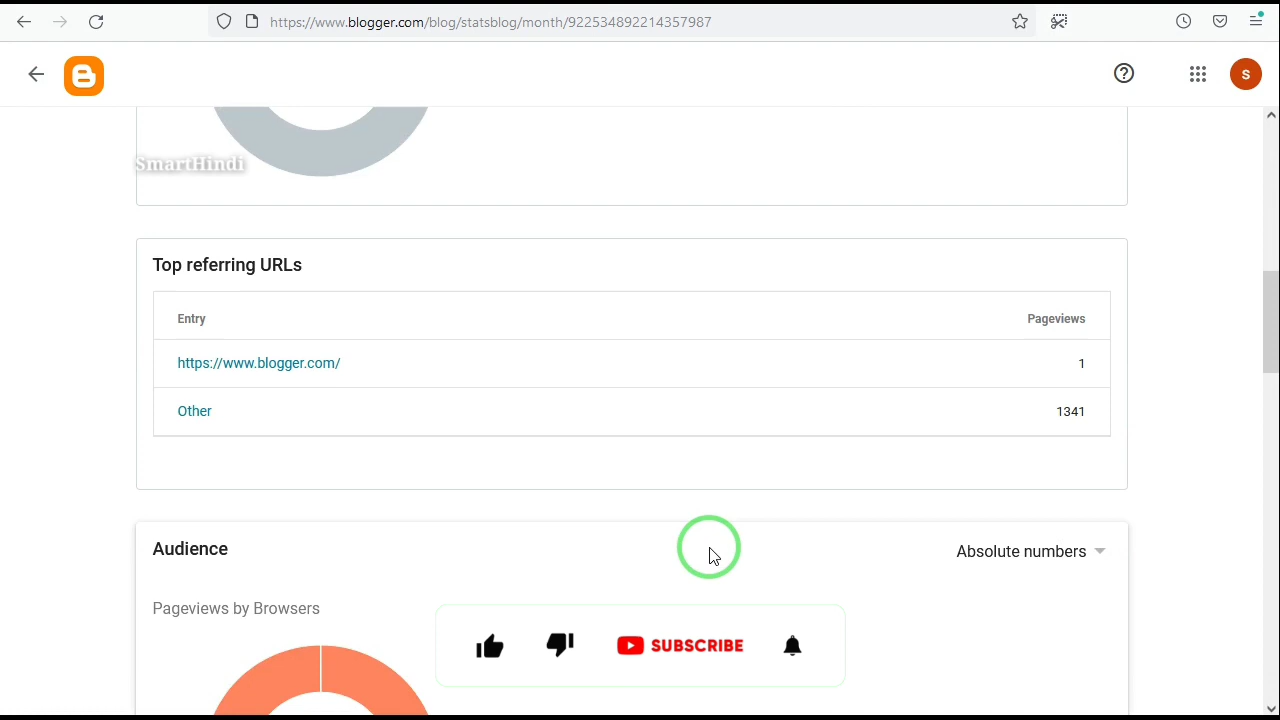 https://www.blogger.com/blog/statsblog/month/922534892214357987
S
SmartHindi
Top referring URLs
Entry Pageviews
https://www.blogger.com/ 1
Other 1341
Audience Absolute numbers
Pageviews by Browsers
SUBSCRIBE